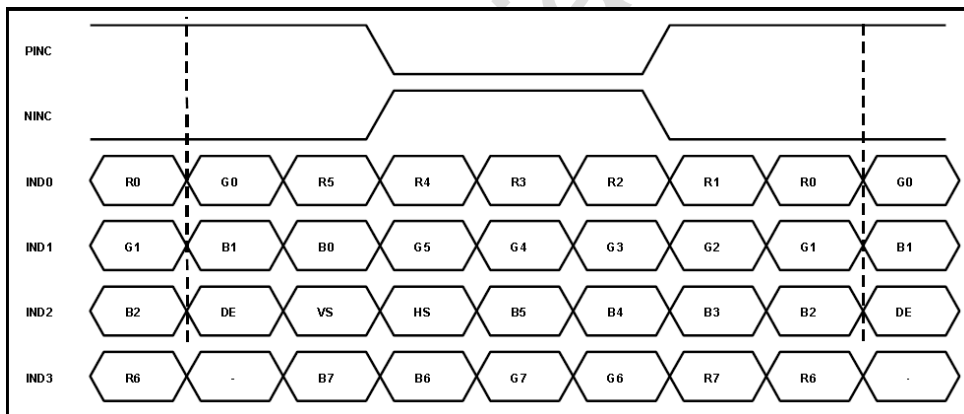 PINC
NINC
IND0 R0 G0 R5 R4 R3 R2 R1 R0 G0
IND1 G1 B1 B0 G5 G4 G3 G2 G1 B1
IND2 B2 DE VS HS B5 B4 B3 B2 DE
IND3 R6 - B7 B6 G7 G6 R7 R6 -